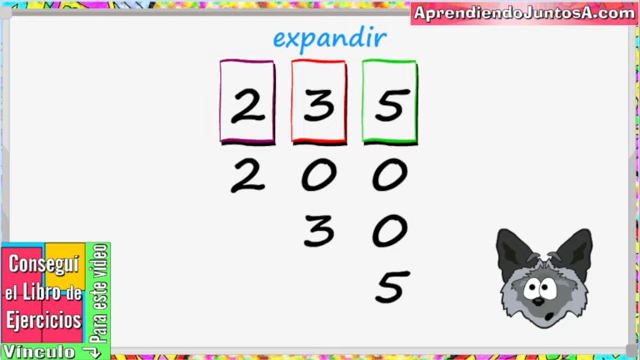 AprendiendoJuntosA.com
expandir
2 3 5
2 0 0
3 0
5
Conseguí
el Libro de
Ejercicios
Vínculo
Para este video